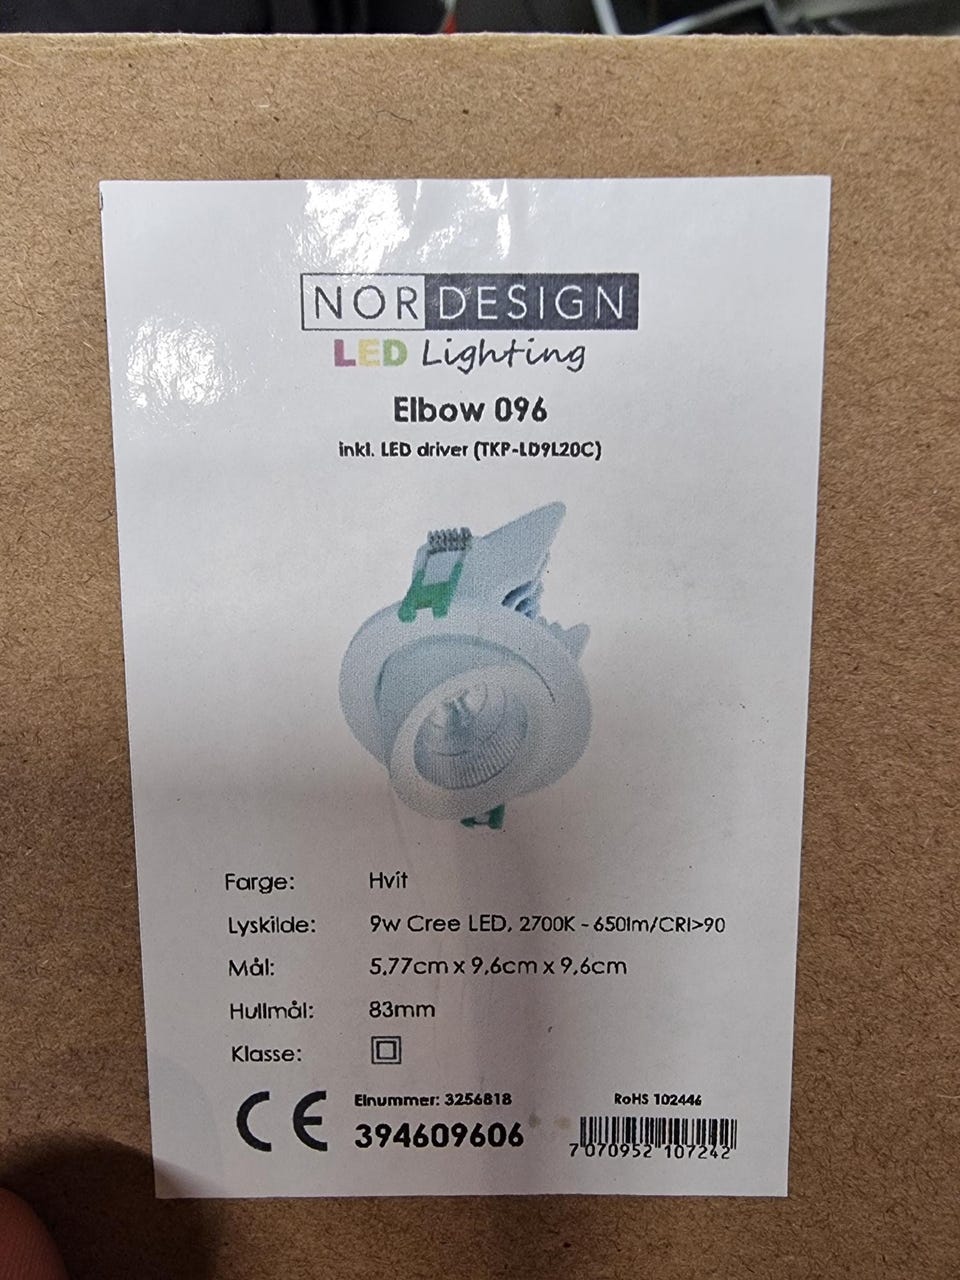 NORDESIGN
LED Lighting
Elbow 096
inkl. LED driver (TKP-LD9L20C)
Farge: Hvit
Lyskilde: 9w Cree LED, 2700K - 650lm/CRI>90
Mål: 5,77cm x 9,6cm x 9,6cm
Hullmål: 83mm
Klasse:
CE
Elnummer: 3256818
394609606
RoHS 102446
7 070952 107242